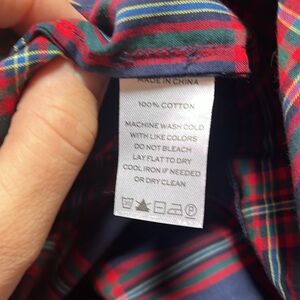 MADE IN CHINA
100% COTTON
MACHINE WASH COLD
WITH LIKE COLORS
DO NOT BLEACH
LAY FLAT TO DRY
COOL IRON IF NEEDED
OR DRY CLEAN